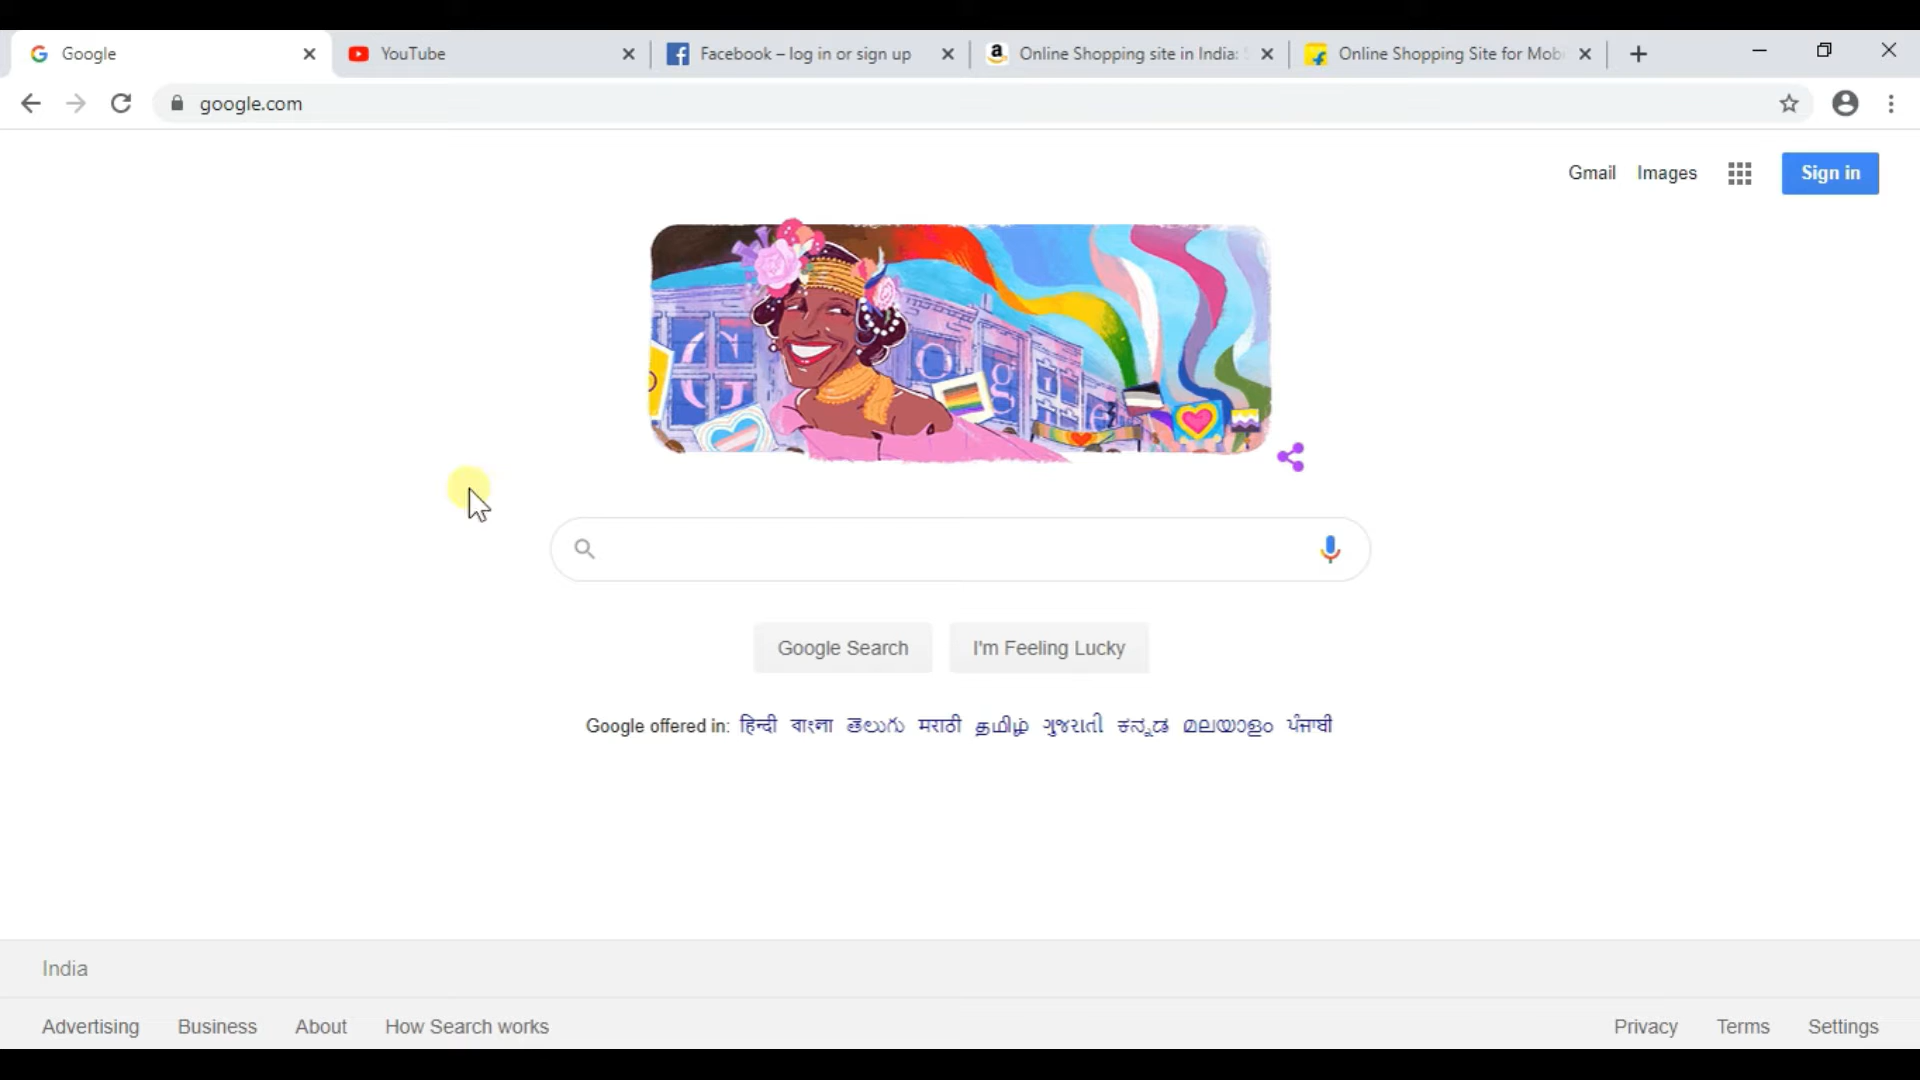 Google YouTube Facebook – log in or sign up Online Shopping site in India: Online Shopping Site for Mob
google.com
Gmail Images Sign in
G o g l e
Google Search I'm Feeling Lucky
Google offered in: हिन्दी বাংলা తెలుగు मराठी தமிழ் ગુજરાતી ಕನ್ನಡ മലയാളം ਪੰਜਾਬੀ
India
Advertising Business About How Search works Privacy Terms Settings